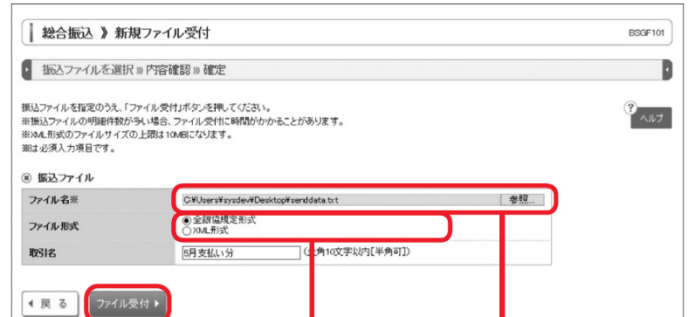 総合振込 》 新規ファイル受付
BSGF101
振込ファイルを選択 » 内容確認 » 確定
振込ファイルを指定のうえ、「ファイル受付」ボタンを押してください。
※振込ファイルの明細件数が多い場合、ファイル受付に時間がかかることがあります。
※XML形式のファイルサイズの上限は10MBになります。
※は必須入力項目です。
? ヘルプ
振込ファイル
ファイル名※
C:¥Users¥sysdev¥Desktop¥senddata.txt
参照...
ファイル形式
全銀協規定形式
XML形式
取引名
5月支払い分
角10文字以内[半角可])
戻 る
ファイル受付